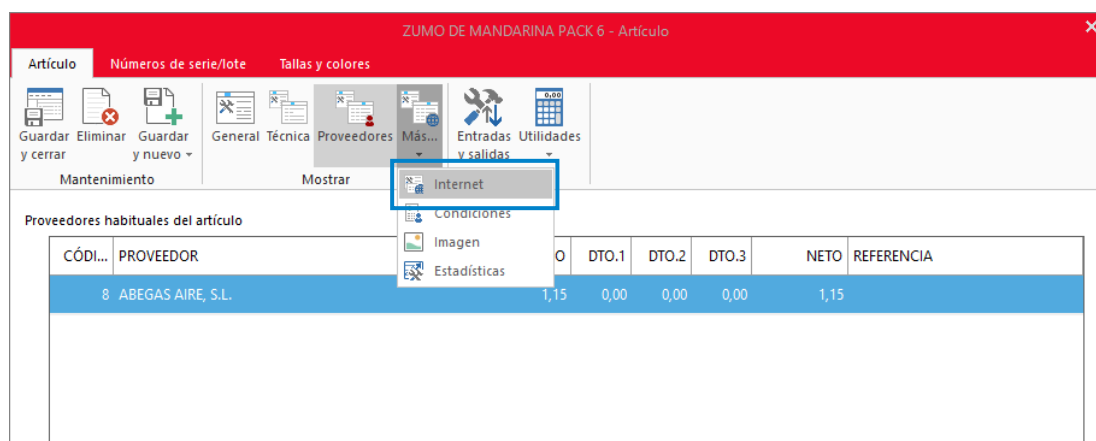 ZUMO DE MANDARINA PACK 6 - Artículo
Artículo Números de serie/lote Tallas y colores
0,00
Guardar y cerrar Eliminar Guardar y nuevo General Técnica Proveedores Más... Entradas y salidas Utilidades
Mantenimiento Mostrar
Internet
Condiciones
Imagen
Estadísticas
Proveedores habituales del artículo
CÓDI... PROVEEDOR O DTO.1 DTO.2 DTO.3 NETO REFERENCIA
8 ABEGAS AIRE, S.L. 1,15 0,00 0,00 0,00 1,15